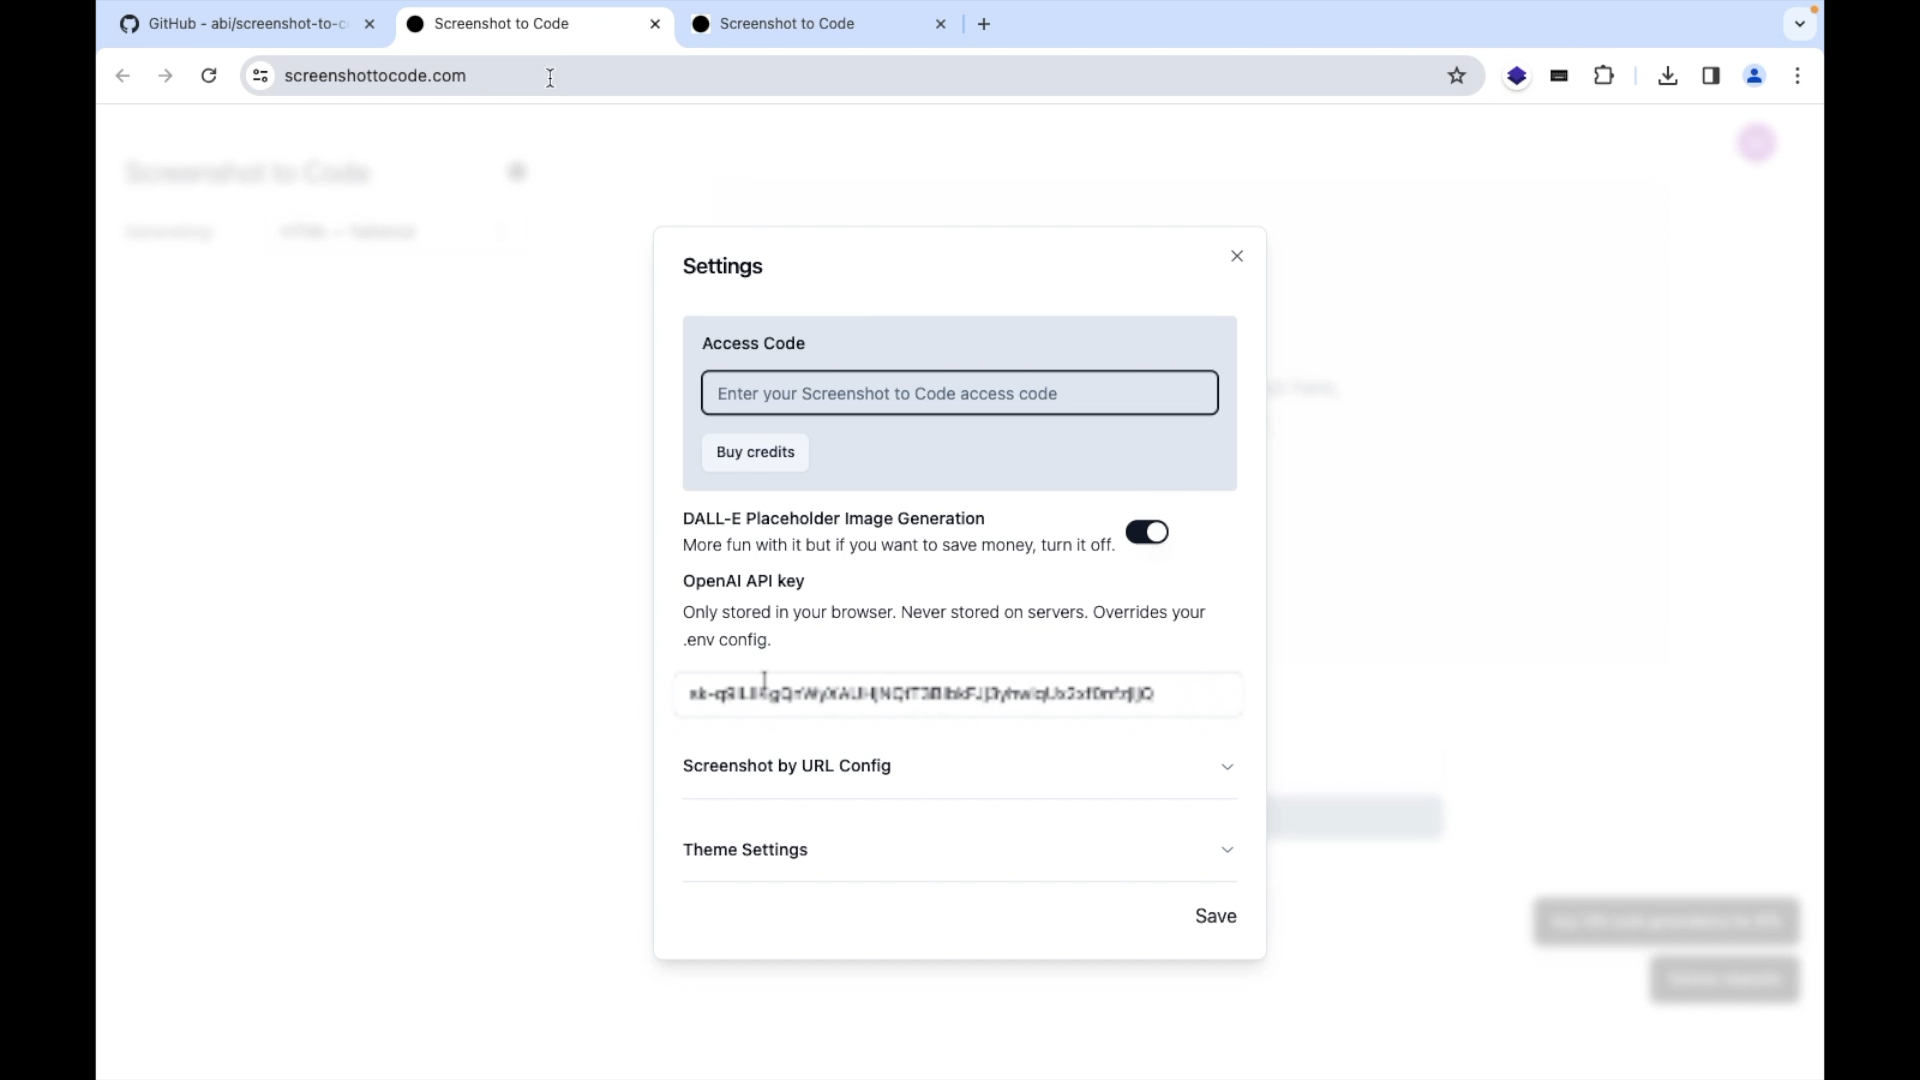 GitHub - abi/screenshot-to-c
Screenshot to Code
Screenshot to Code
screenshottocode.com
Screenshot to Code
Settings
Access Code
Enter your Screenshot to Code access code
Buy credits
DALL-E Placeholder Image Generation
More fun with it but if you want to save money, turn it off.
OpenAI API key
Only stored in your browser. Never stored on servers. Overrides your
.env config.
Screenshot by URL Config
Theme Settings
Save